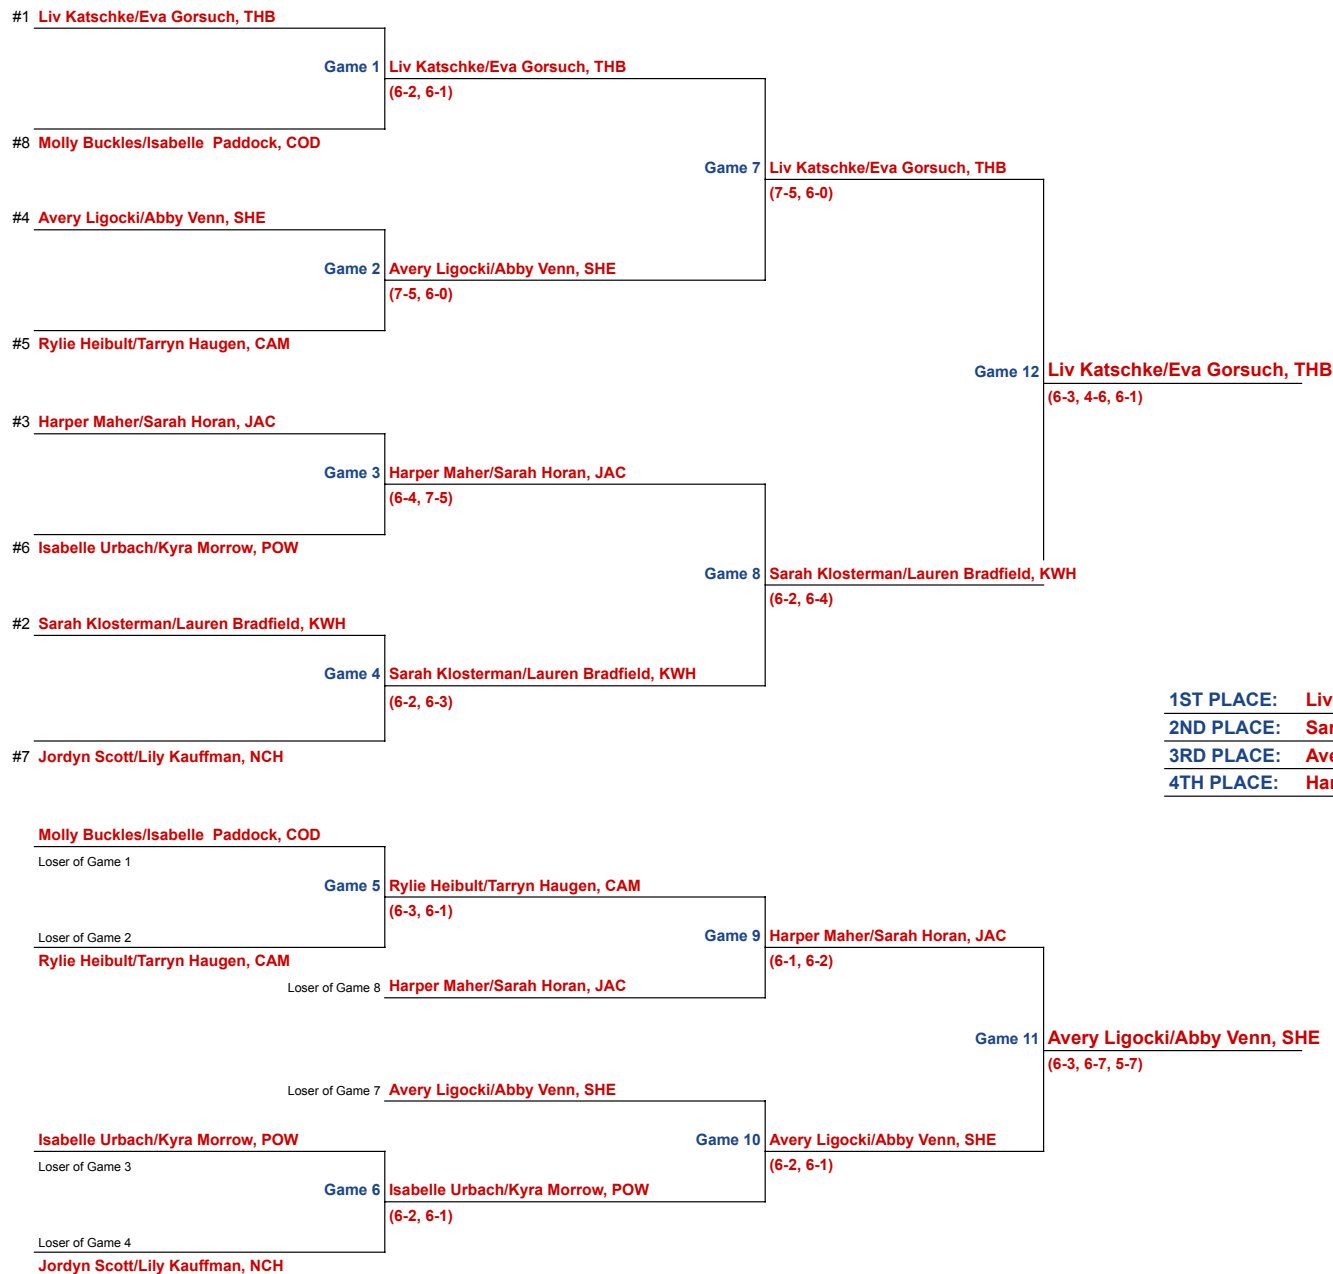 #1 Liv Katschke/Eva Gorsuch, THB
Game 1 Liv Katschke/Eva Gorsuch, THB
(6-2, 6-1)
#8 Molly Buckles/Isabelle  Paddock, COD
Game 7 Liv Katschke/Eva Gorsuch, THB
(7-5, 6-0)
#4 Avery Ligocki/Abby Venn, SHE
Game 2 Avery Ligocki/Abby Venn, SHE
(7-5, 6-0)
#5 Rylie Heibult/Tarryn Haugen, CAM
Game 12 Liv Katschke/Eva Gorsuch, THB
(6-3, 4-6, 6-1)
#3 Harper Maher/Sarah Horan, JAC
Game 3 Harper Maher/Sarah Horan, JAC
(6-4, 7-5)
#6 Isabelle Urbach/Kyra Morrow, POW
Game 8 Sarah Klosterman/Lauren Bradfield, KWH
(6-2, 6-4)
#2 Sarah Klosterman/Lauren Bradfield, KWH
Game 4 Sarah Klosterman/Lauren Bradfield, KWH
(6-2, 6-3)
#7 Jordyn Scott/Lily Kauffman, NCH
1ST PLACE: Liv
2ND PLACE: Sar
3RD PLACE: Ave
4TH PLACE: Har
Molly Buckles/Isabelle  Paddock, COD
Loser of Game 1
Game 5 Rylie Heibult/Tarryn Haugen, CAM
(6-3, 6-1)
Loser of Game 2
Rylie Heibult/Tarryn Haugen, CAM
Game 9 Harper Maher/Sarah Horan, JAC
(6-1, 6-2)
Loser of Game 8 Harper Maher/Sarah Horan, JAC
Game 11 Avery Ligocki/Abby Venn, SHE
(6-3, 6-7, 5-7)
Loser of Game 7 Avery Ligocki/Abby Venn, SHE
Isabelle Urbach/Kyra Morrow, POW
Loser of Game 3
Game 10 Avery Ligocki/Abby Venn, SHE
(6-2, 6-1)
Game 6 Isabelle Urbach/Kyra Morrow, POW
(6-2, 6-1)
Loser of Game 4
Jordyn Scott/Lily Kauffman, NCH